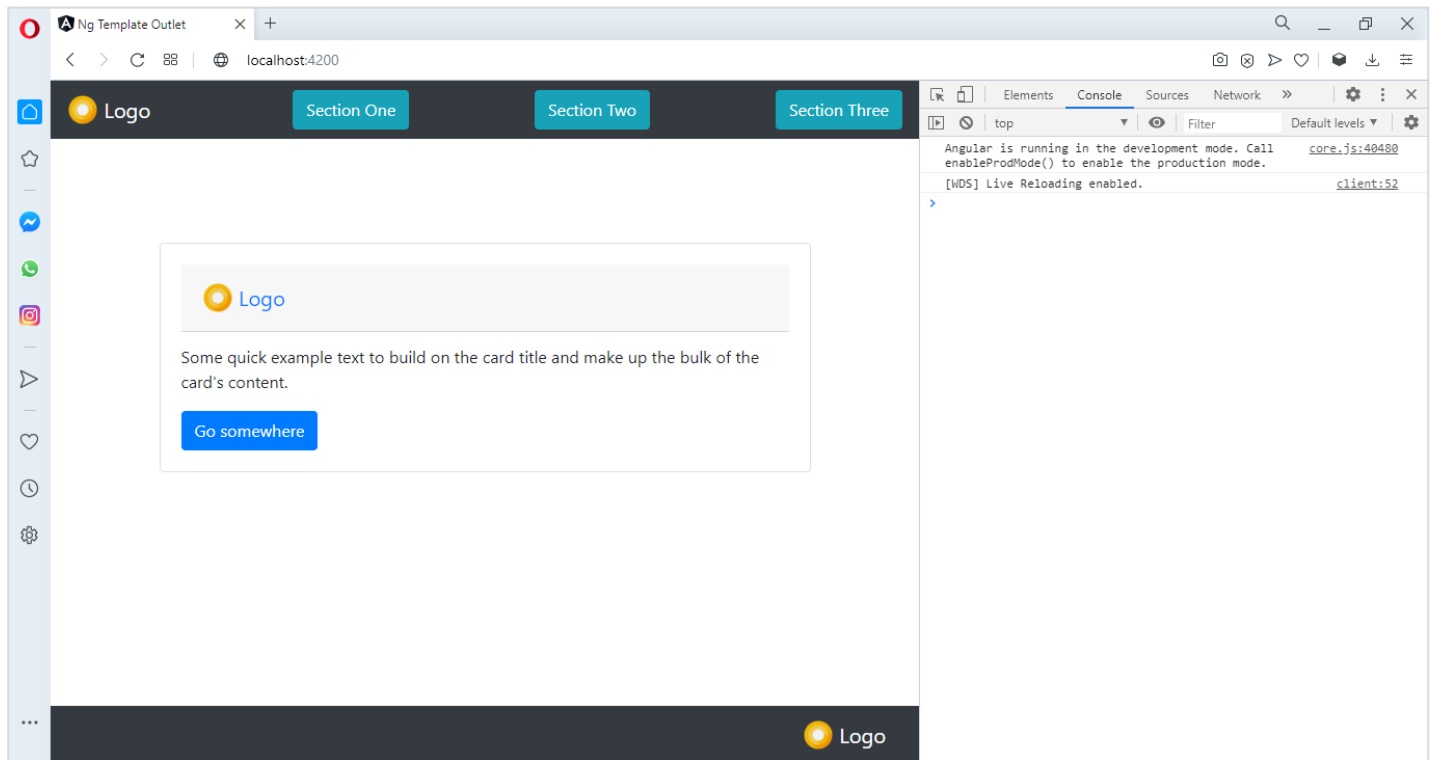 Ng Template Outlet
localhost:4200
Logo
Section One
Section Two
Section Three
Logo
Some quick example text to build on the card title and make up the bulk of the
card's content.
Go somewhere
Logo
Elements Console Sources Network »
top Filter Default levels ▼
Angular is running in the development mode. Call core.js:40480
enableProdMode() to enable the production mode.
[WDS] Live Reloading enabled. client:52